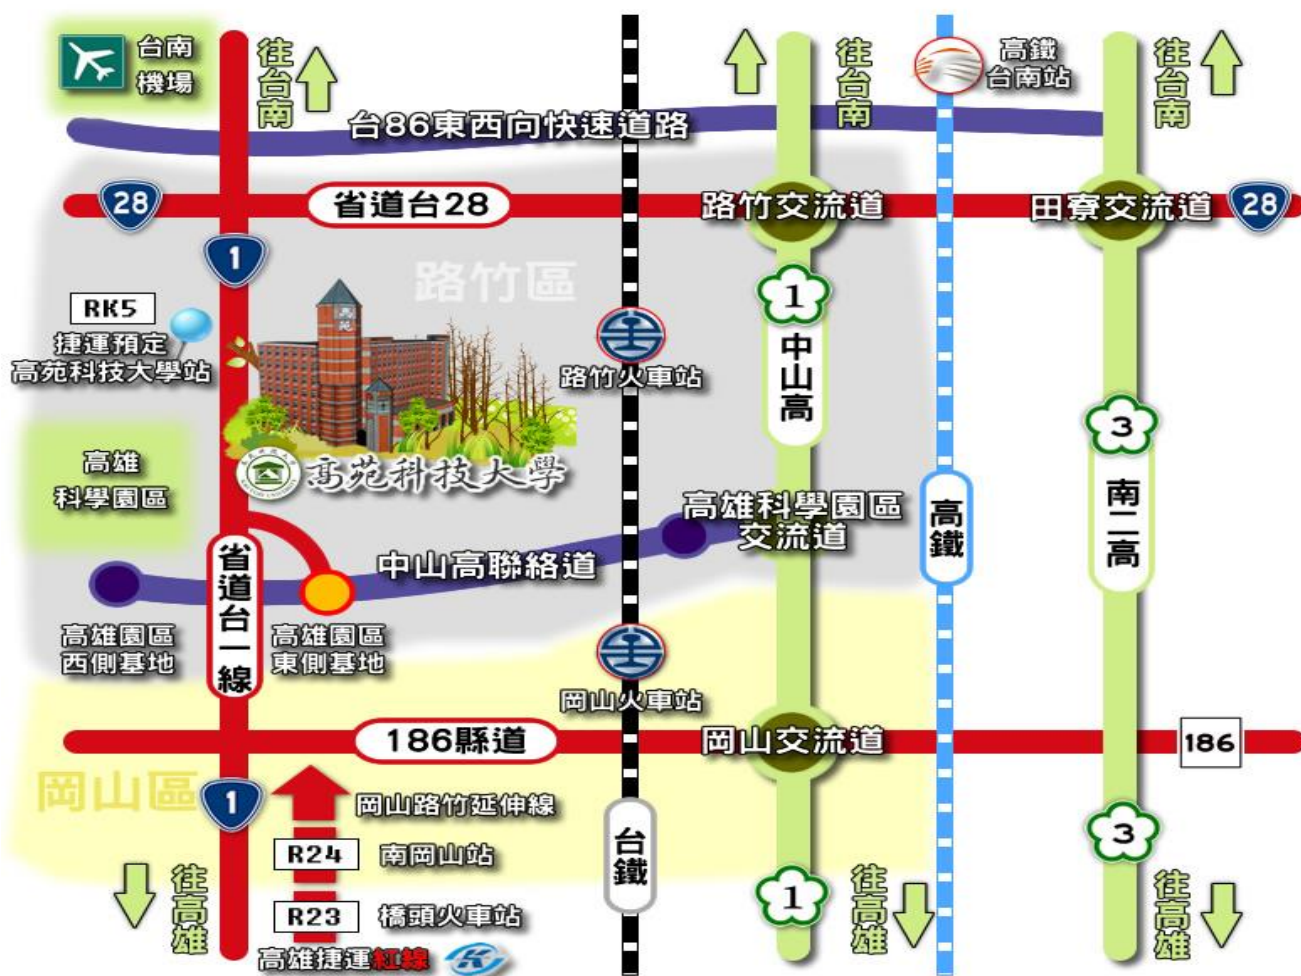 台南
機場
往台南
往台南
高鐵
台南站
往台南
台86東西向快速道路
28
省道台28
路竹交流道
田寮交流道
28
1
路竹區
RK5
捷運預定
高苑科技大學站
高苑
路竹火車站
1
中山高
3
南二高
高雄
科學園區
高苑科技大學
高雄科學園區
交流道
高鐵
中山高聯絡道
省道台一線
高雄園區
西側基地
高雄園區
東側基地
岡山火車站
186縣道
岡山交流道
186
岡山區
1
岡山路竹延伸線
R24
南岡山站
台鐵
3
往高雄
1
往高雄
往高雄
R23
橋頭火車站
高雄捷運紅線